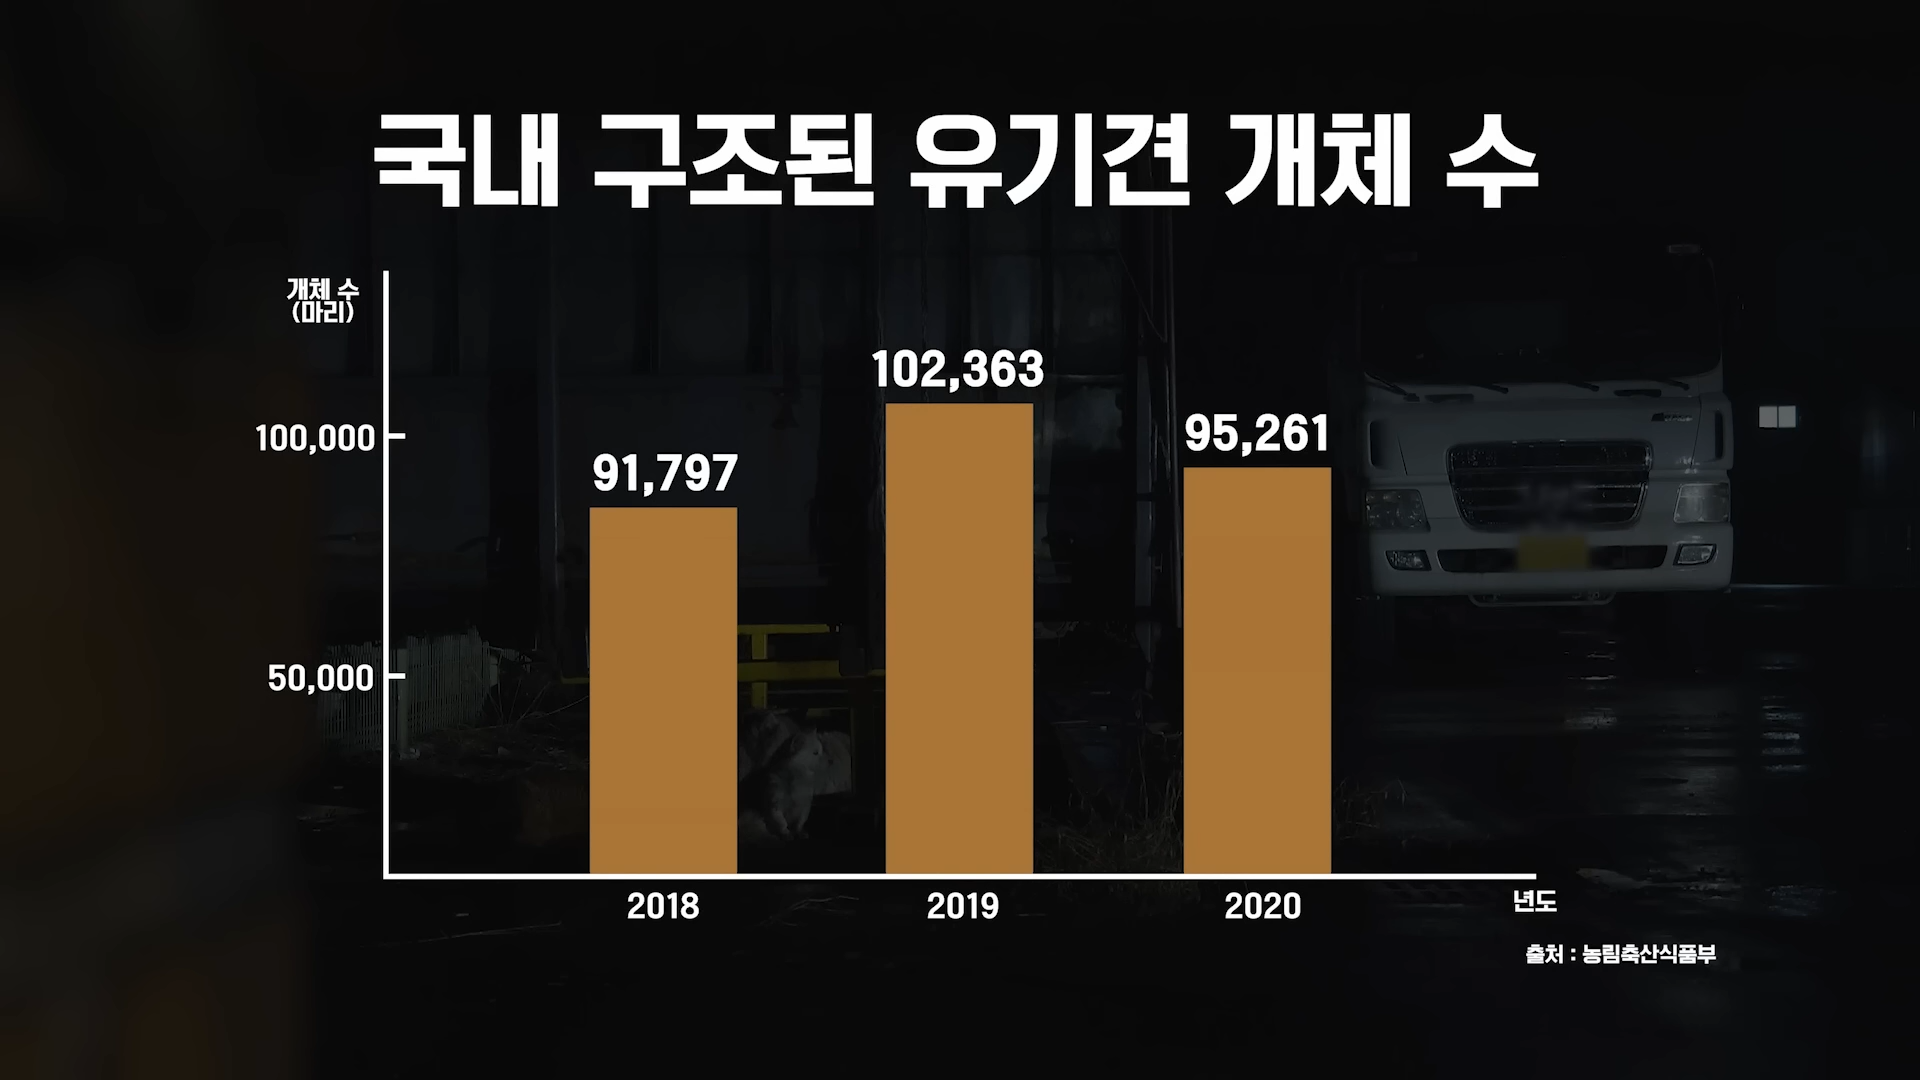 국내 구조된 유기견 개체 수
개체 수
(마리)
100,000
50,000
91,797
102,363
95,261
2018
2019
2020
년도
출처 : 농림축산식품부